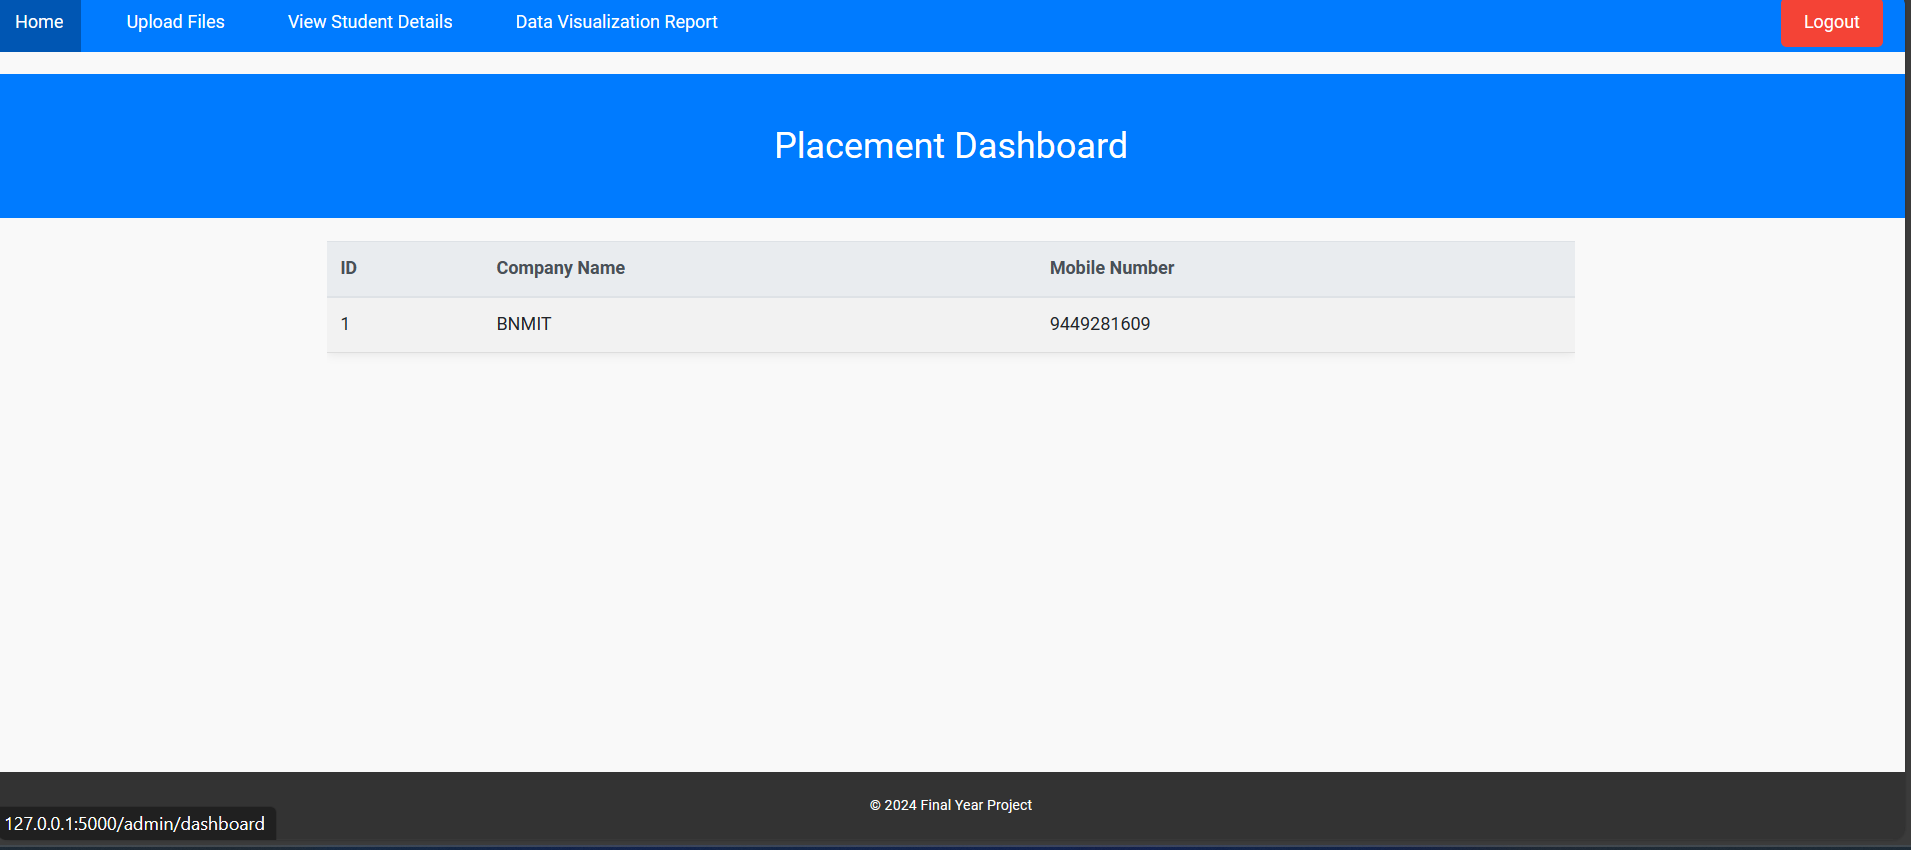 Home Upload Files View Student Details Data Visualization Report Logout
Placement Dashboard
ID Company Name Mobile Number
1 BNMIT 9449281609
© 2024 Final Year Project
127.0.0.1:5000/admin/dashboard